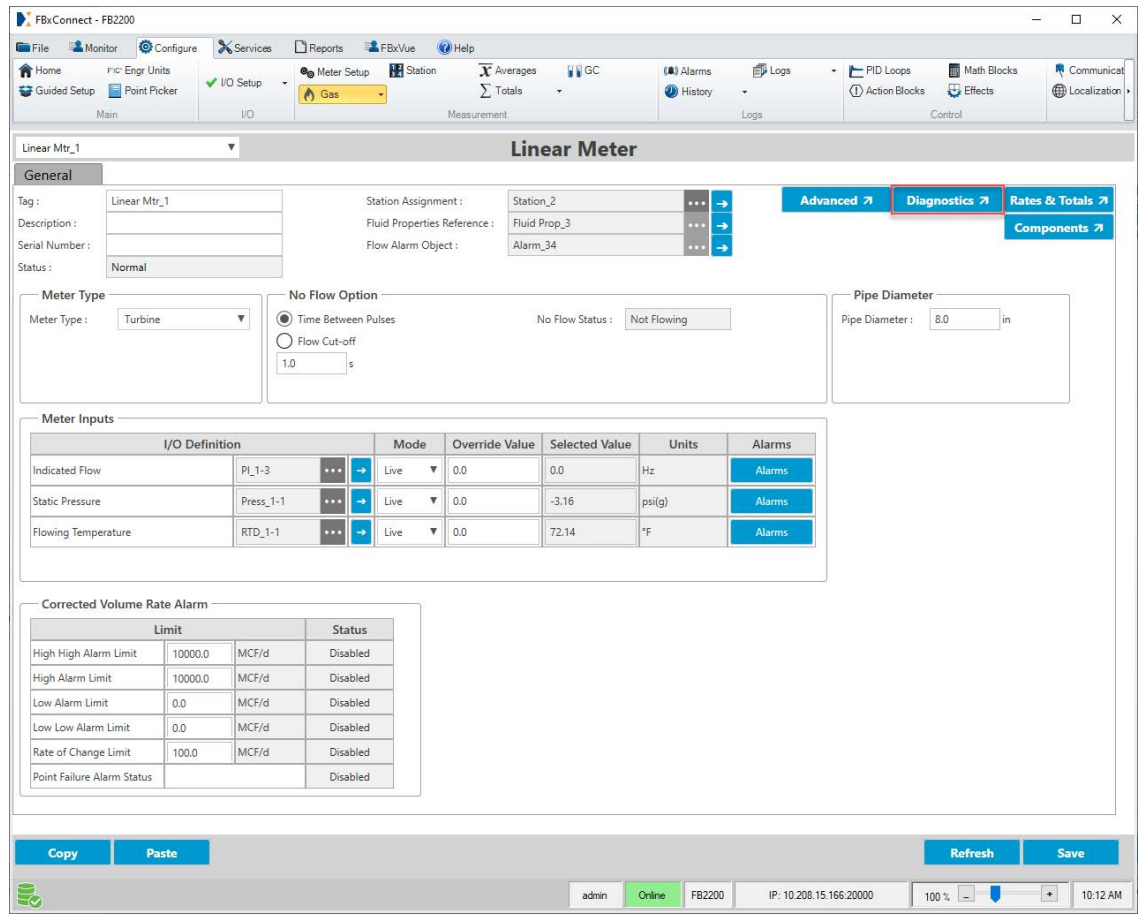 FBxConnect - FB2200
File Monitor Configure Services Reports FBxVue Help
Home F/C° Engr Units I/O Setup Meter Setup Station Averages GC Alarms Logs PID Loops Math Blocks Communicat
Guided Setup Point Picker Gas Totals History Action Blocks Effects Localization
Main I/O Measurement Logs Control
Linear Mtr_1 Linear Meter
General
Tag : Linear Mtr_1 Station Assignment : Station_2 Advanced Diagnostics Rates & Totals
Description : Fluid Properties Reference : Fluid Prop_3 Components
Serial Number : Flow Alarm Object : Alarm_34
Status : Normal
Meter Type No Flow Option Pipe Diameter
Meter Type : Turbine Time Between Pulses No Flow Status : Not Flowing Pipe Diameter : 8.0 in
Flow Cut-off
1.0 s
Meter Inputs
I/O Definition Mode Override Value Selected Value Units Alarms
Indicated Flow PI_1-3 Live 0.0 0.0 Hz Alarms
Static Pressure Press_1-1 Live 0.0 -3.16 psi(g) Alarms
Flowing Temperature RTD_1-1 Live 0.0 72.14 °F Alarms
Corrected Volume Rate Alarm
Limit Status
High High Alarm Limit 10000.0 MCF/d Disabled
High Alarm Limit 10000.0 MCF/d Disabled
Low Alarm Limit 0.0 MCF/d Disabled
Low Low Alarm Limit 0.0 MCF/d Disabled
Rate of Change Limit 100.0 MCF/d Disabled
Point Failure Alarm Status Disabled
Copy Paste Refresh Save
admin Online FB2200 IP: 10.208.15.166:20000 100 % - + 10:12 AM